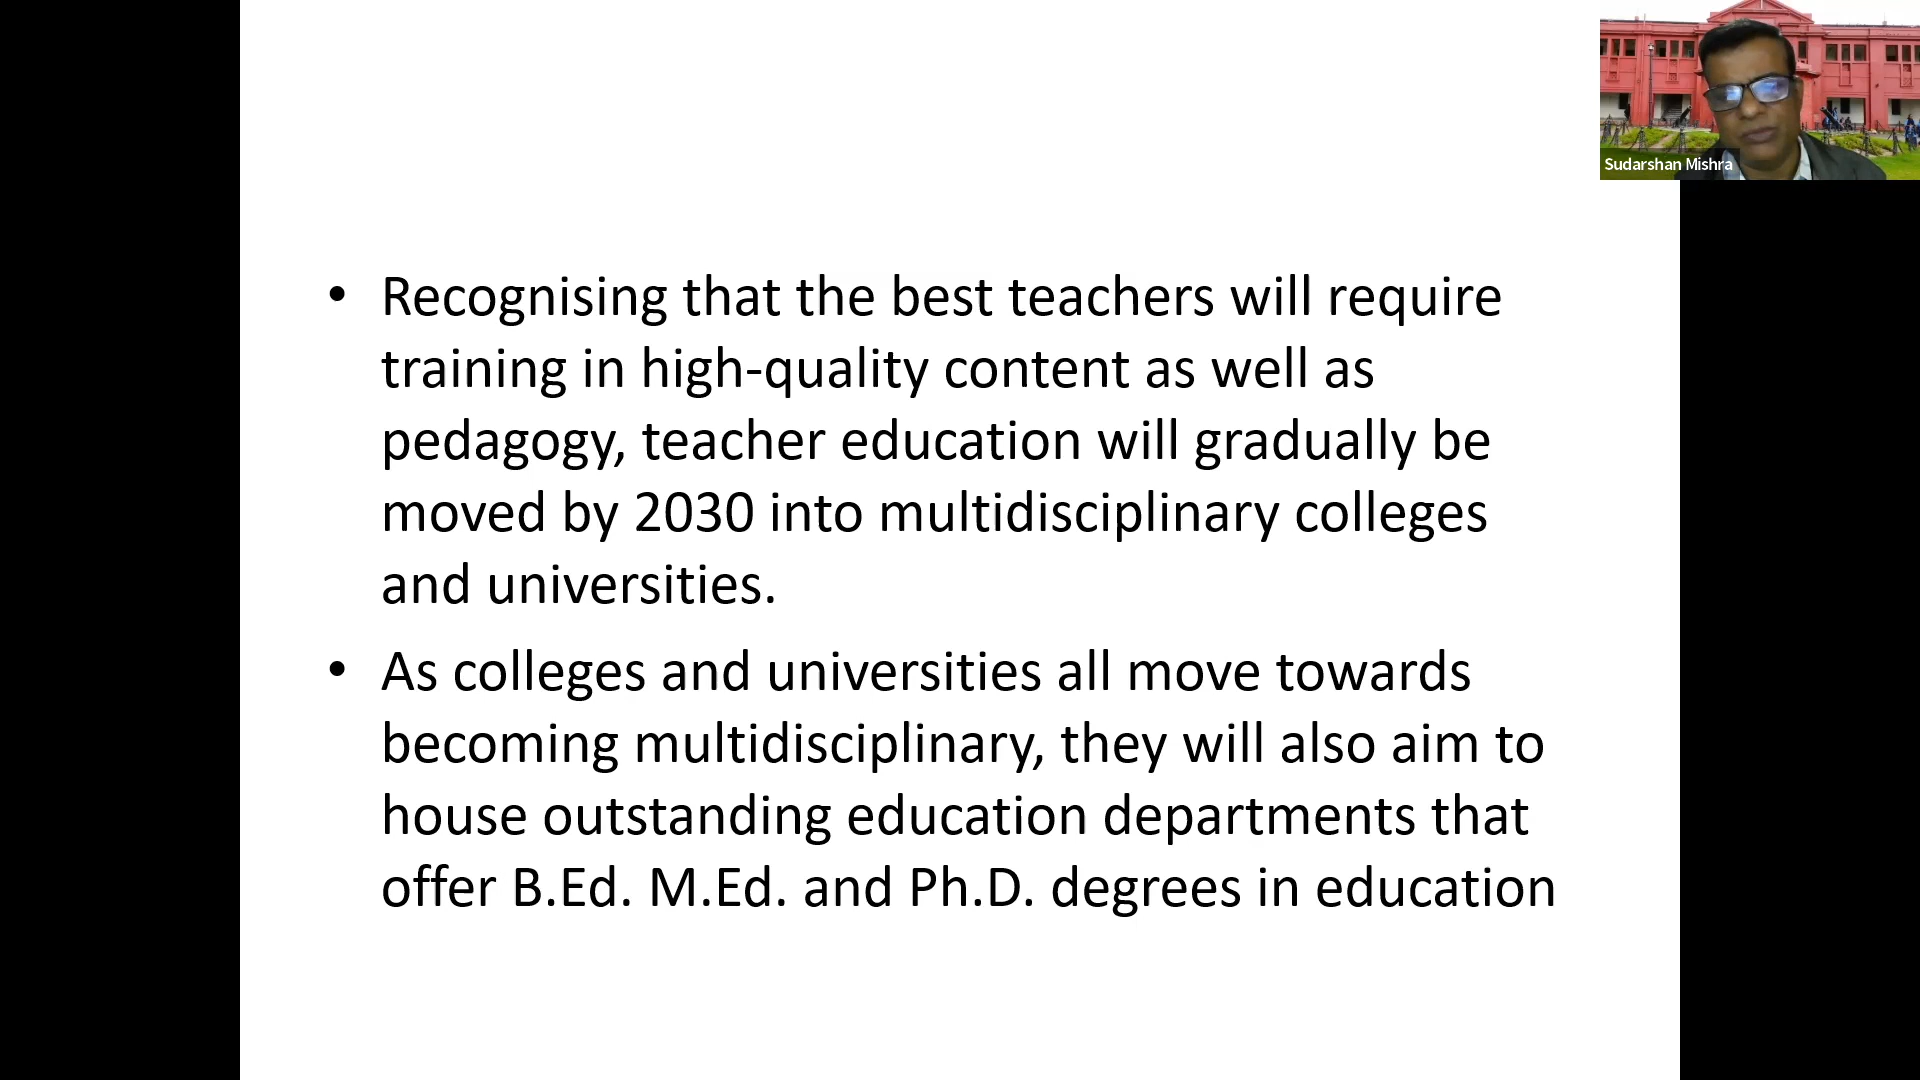 Sudarshan Mishra
• Recognising that the best teachers will require
training in high-quality content as well as
pedagogy, teacher education will gradually be
moved by 2030 into multidisciplinary colleges
and universities.
• As colleges and universities all move towards
becoming multidisciplinary, they will also aim to
house outstanding education departments that
offer B.Ed. M.Ed. and Ph.D. degrees in education